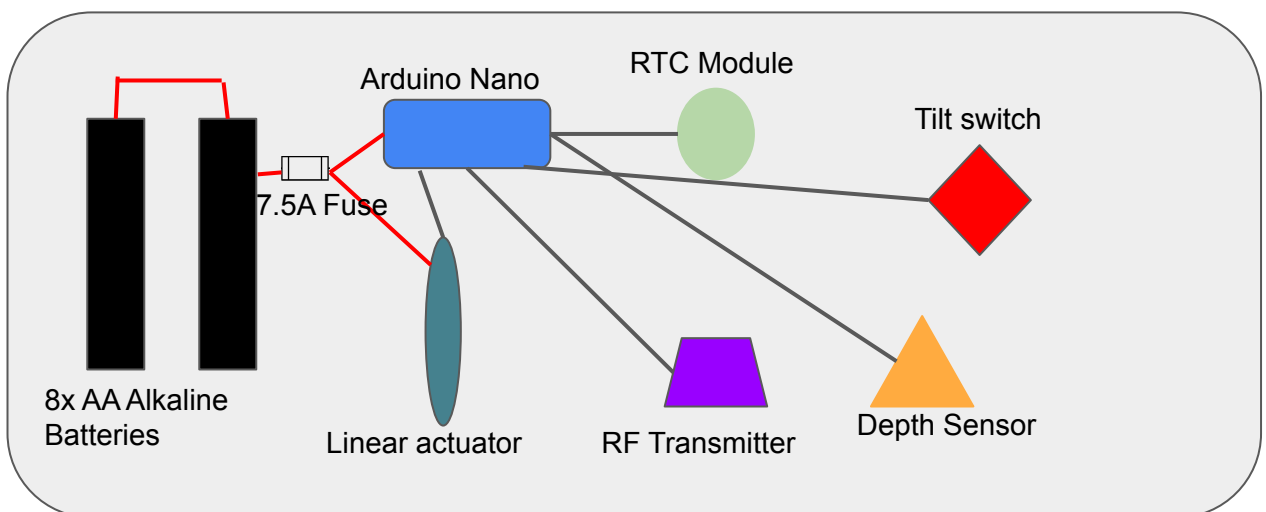 RTC Module
Arduino Nano
Tilt switch
7.5A Fuse
8x AA Alkaline
Batteries
Linear actuator
RF Transmitter
Depth Sensor